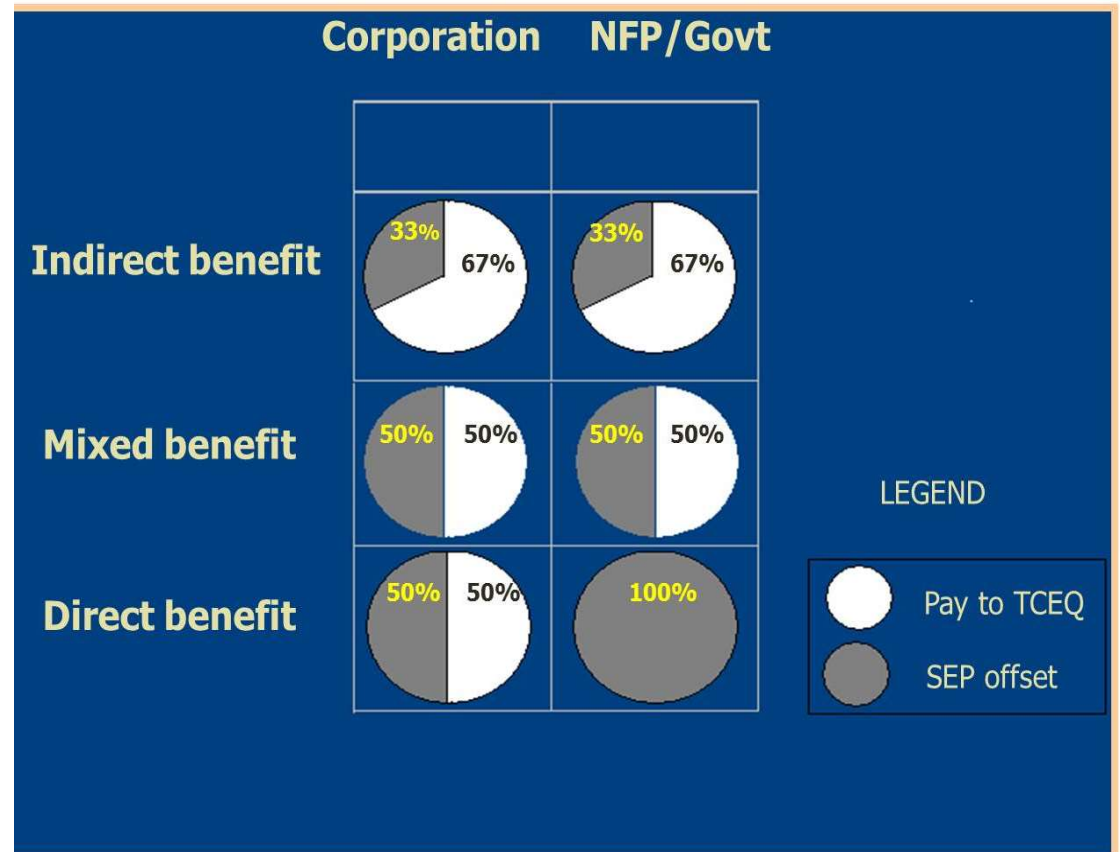 Corporation NFP/Govt
Indirect benefit
33%
67%
33%
67%
Mixed benefit
50% 50%
50% 50%
Direct benefit
50% 50%
100%
LEGEND
Pay to TCEQ
SEP offset